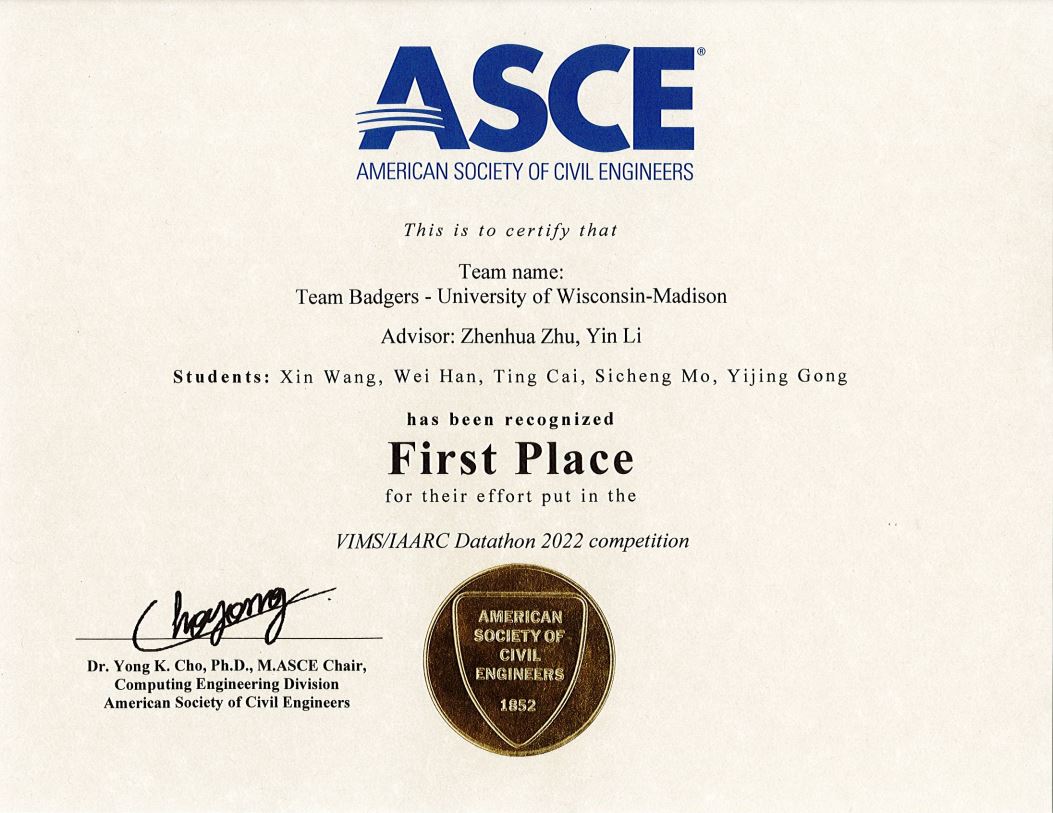 ASCE®
AMERICAN SOCIETY OF CIVIL ENGINEERS
This is to certify that
Team name:
Team Badgers - University of Wisconsin-Madison
Advisor: Zhenhua Zhu, Yin Li
Students: Xin Wang, Wei Han, Ting Cai, Sicheng Mo, Yijing Gong
has been recognized
First Place
for their effort put in the
VIMS/IAARC Datathon 2022 competition
Choyong
Dr. Yong K. Cho, Ph.D., M.ASCE Chair,
Computing Engineering Division
American Society of Civil Engineers
AMERICAN
SOCIETY OF
CIVIL
ENGINEERS
1852